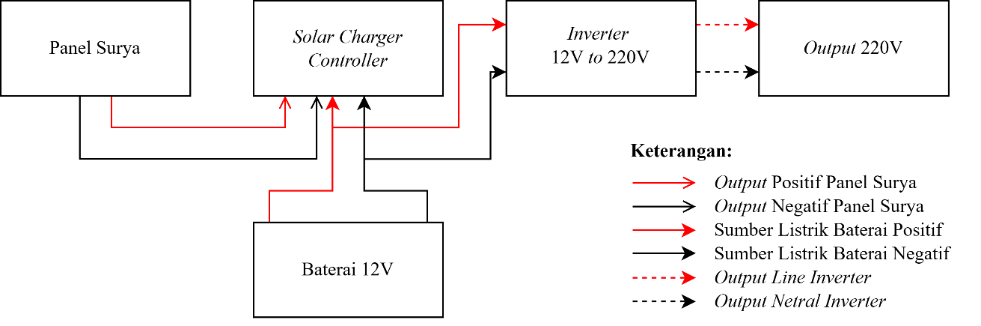 Panel Surya
Solar Charger
Controller
Inverter
12V to 220V
Output 220V
Baterai 12V
Keterangan:
Output Positif Panel Surya
Output Negatif Panel Surya
Sumber Listrik Baterai Positif
Sumber Listrik Baterai Negatif
Output Line Inverter
Output Netral Inverter